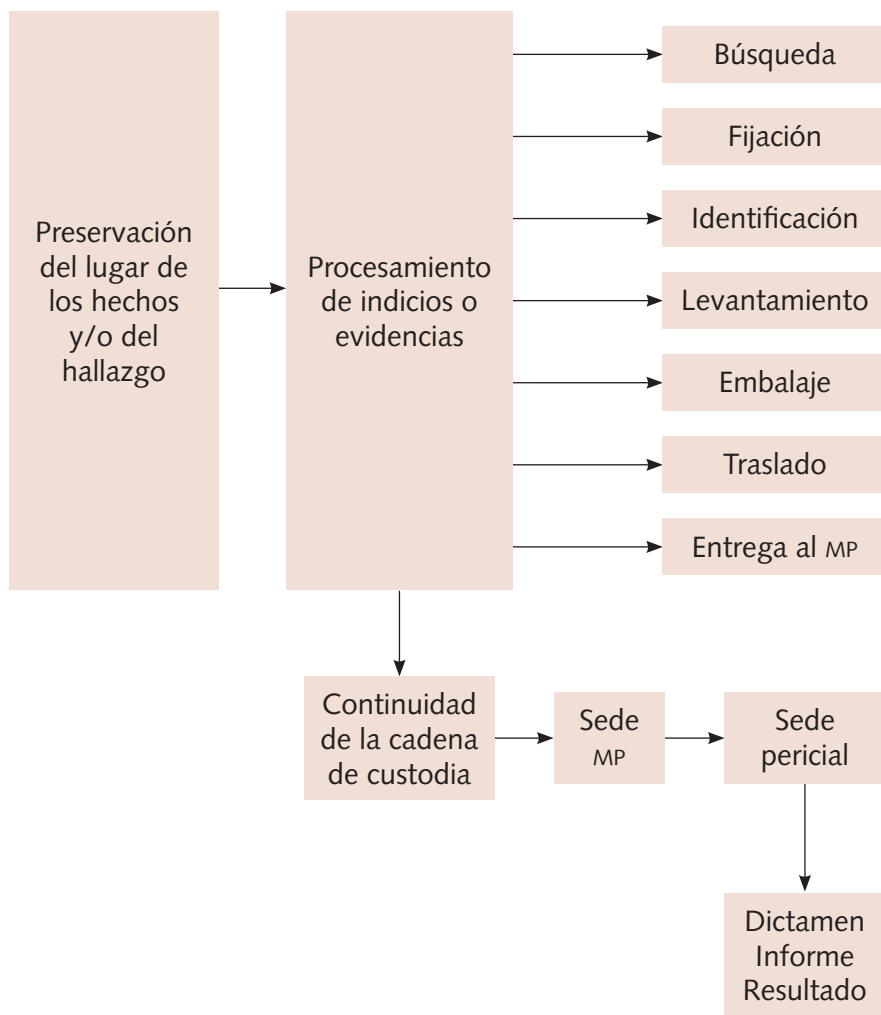 Preservación
del lugar de
los hechos
y/o del
hallazgo
Procesamiento
de indicios o
evidencias
Búsqueda
Fijación
Identificación
Levantamiento
Embalaje
Traslado
Entrega al MP
Continuidad
de la cadena
de custodia
Sede
MP
Sede
pericial
Dictamen
Informe
Resultado